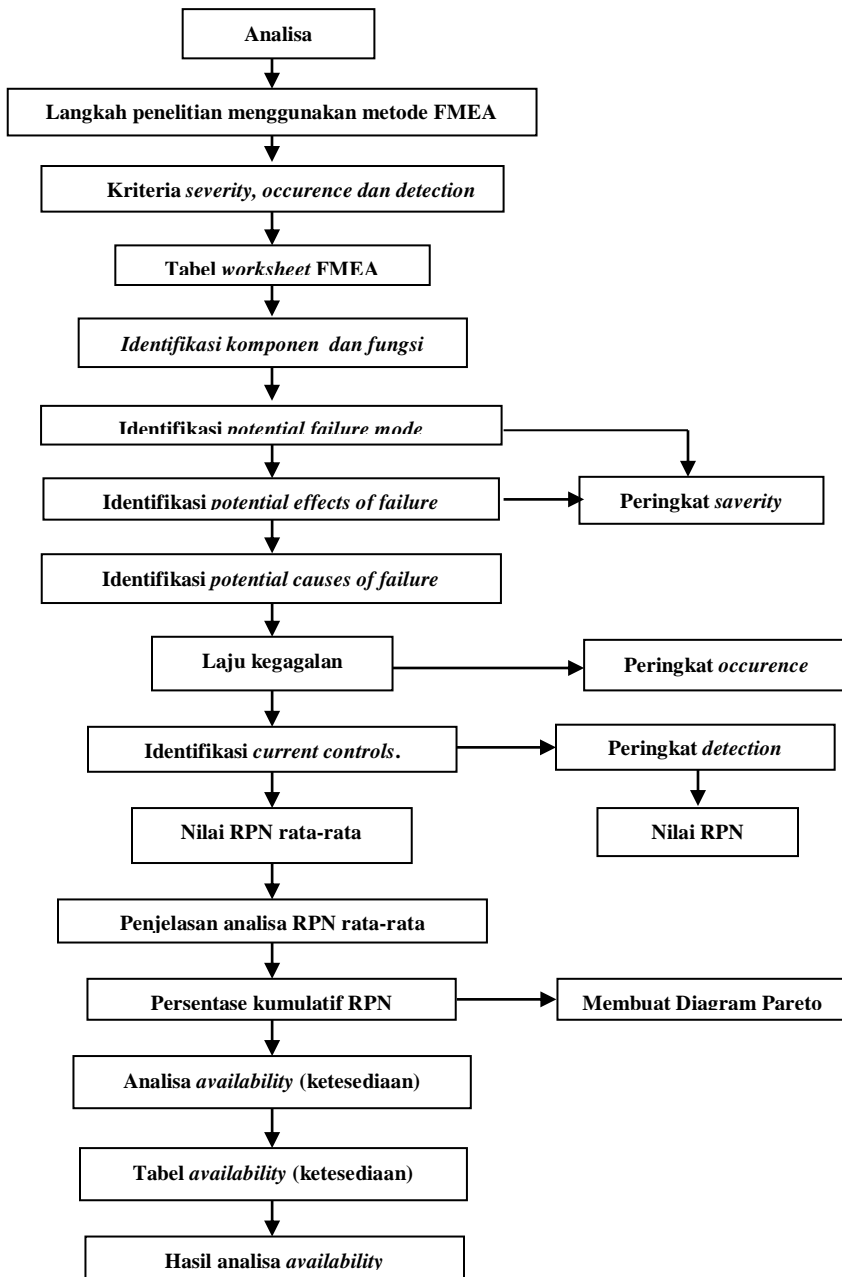 Analisa
Langkah penelitian menggunakan metode FMEA
Kriteria severity, occurence dan detection
Tabel worksheet FMEA
Identifikasi komponen dan fungsi
Identifikasi potential failure mode
Identifikasi potential effects of failure
Peringkat saverity
Identifikasi potential causes of failure
Laju kegagalan
Peringkat occurence
Identifikasi current controls.
Peringkat detection
Nilai RPN rata-rata
Nilai RPN
Penjelasan analisa RPN rata-rata
Persentase kumulatif RPN
Membuat Diagram Pareto
Analisa availability (ketesediaan)
Tabel availability (ketesediaan)
Hasil analisa availability